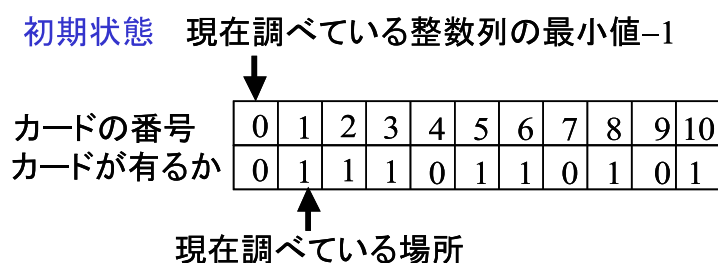 初期状態 現在調べている整数列の最小値–1
カードの番号 0 1 2 3 4 5 6 7 8 9 10
カードが有るか 0 1 1 1 0 1 1 0 1 0 1
現在調べている場所